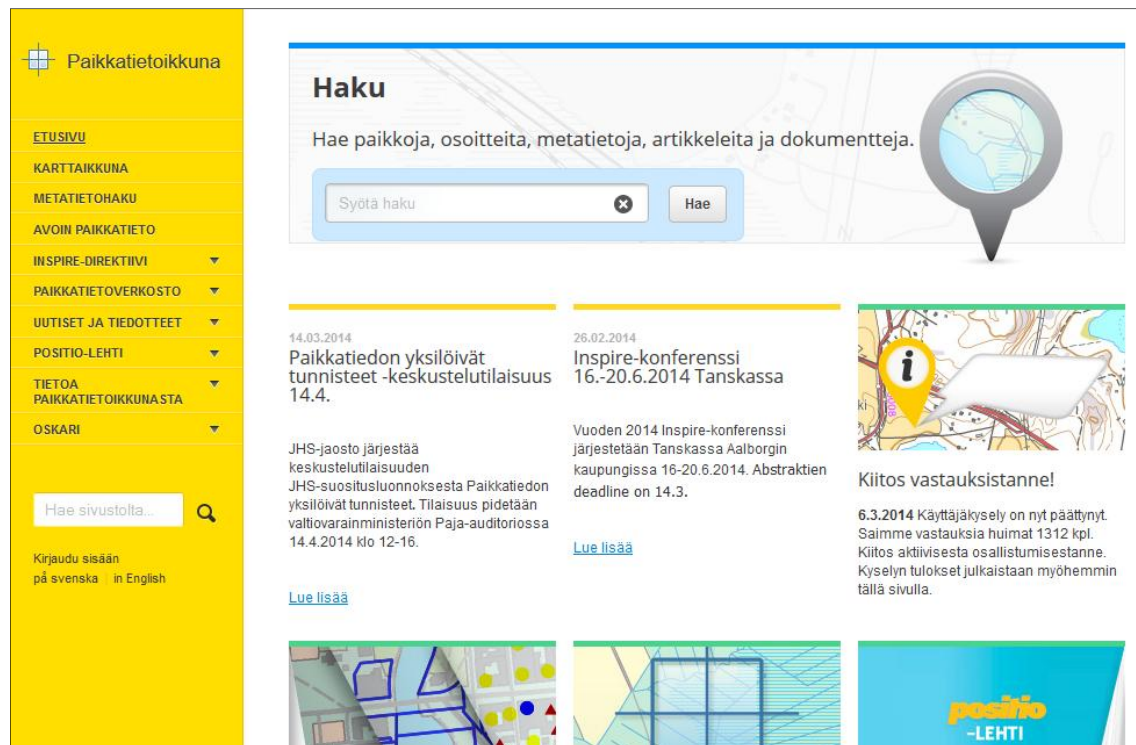 Paikkatietoikkuna
ETUSIVU
KARTTAIKKUNA
METATIETOHAKU
AVOIN PAIKKATIETO
INSPIRE-DIREKTIIVI
PAIKKATIETOVERKOSTO
UUTISET JA TIEDOTTEET
POSITIO-LEHTI
TIETOA
PAIKKATIETOIKKUNASTA
OSKARI
Hae sivustolta...
Kirjaudu sisään
på svenska | in English
Haku
Hae paikkoja, osoitteita, metatietoja, artikkeleita ja dokumentteja.
Syötä haku
Hae
14.03.2014
Paikkatiedon yksilöivät
tunnisteet -keskustelutilaisuus
14.4.
JHS-jaosto järjestää
keskustelutilaisuuden
JHS-suositusluonnoksesta Paikkatiedon
yksilöivät tunnisteet. Tilaisuus pidetään
valtiovarainministeriön Paja-auditoriossa
14.4.2014 klo 12-16.
Lue lisää
26.02.2014
Inspire-konferenssi
16.-20.6.2014 Tanskassa
Vuoden 2014 Inspire-konferenssi
järjestetään Tanskassa Aalborgin
kaupungissa 16-20.6.2014. Abstraktien
deadline on 14.3.
Lue lisää
i
Kiitos vastauksistanne!
6.3.2014 Käyttäjäkysely on nyt päättynyt.
Saimme vastauksia huimat 1312 kpl.
Kiitos aktiivisesta osallistumisestanne.
Kyselyn tulokset julkaistaan myöhemmin
tällä sivulla.
positio
-LEHTI